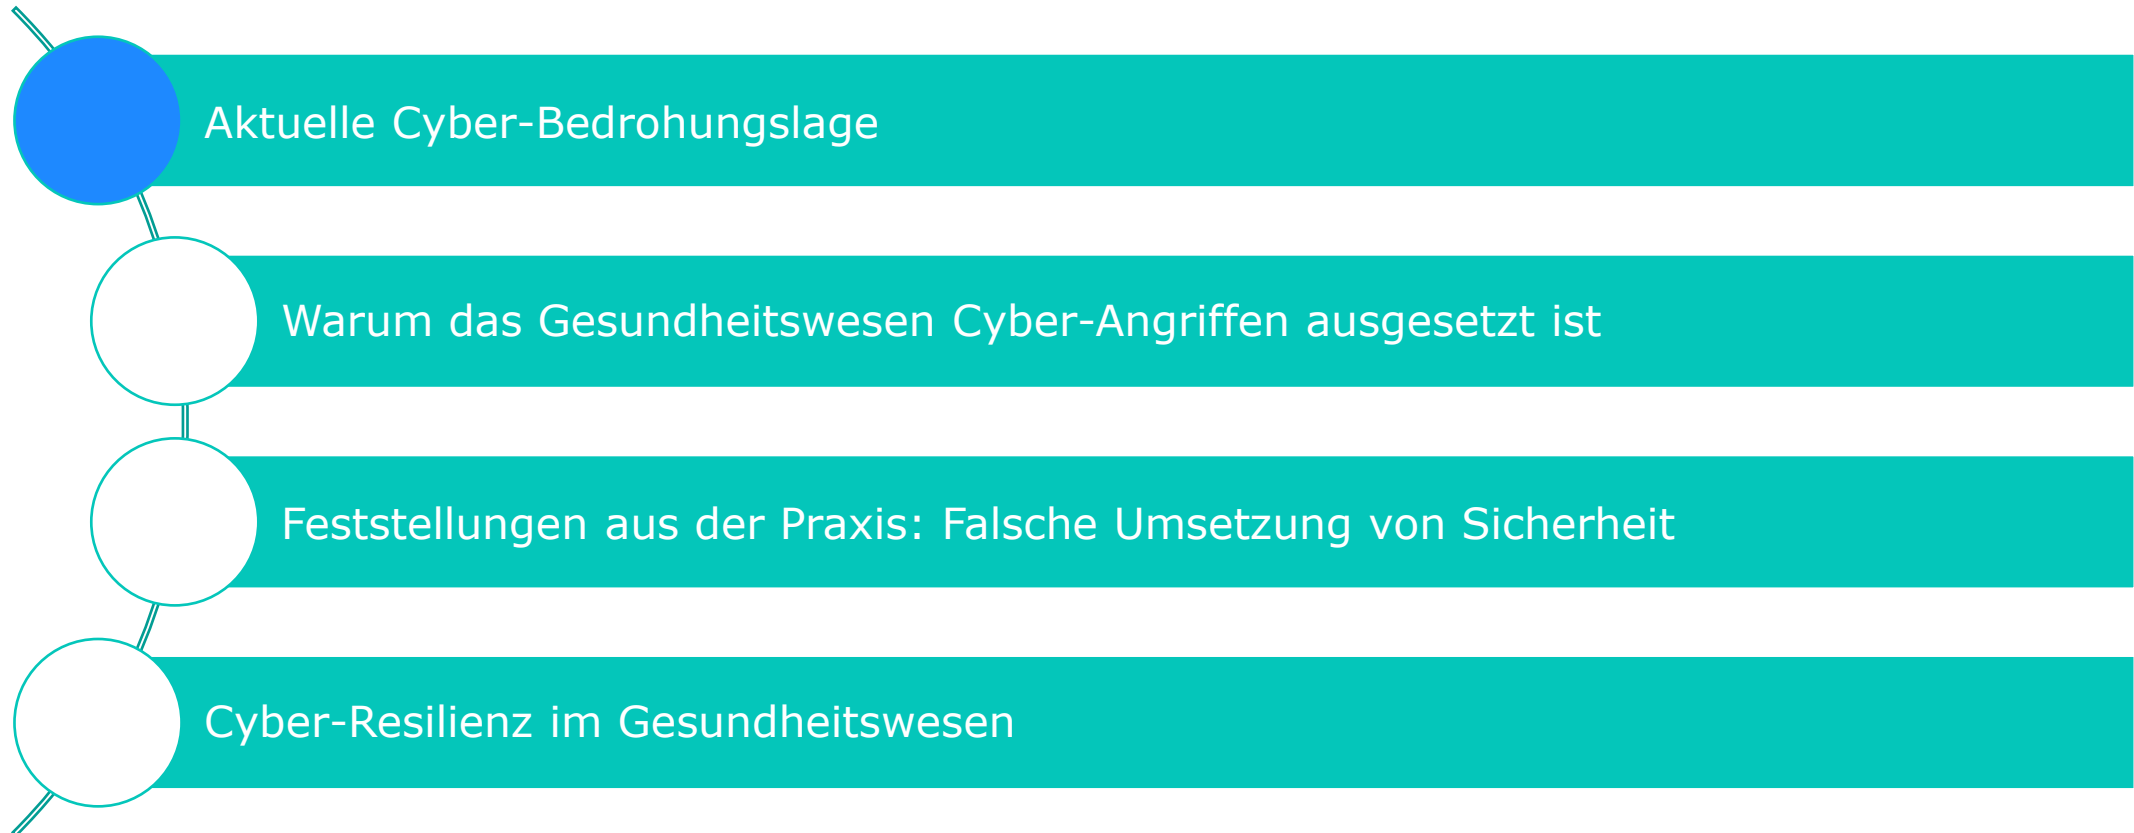 Aktuelle Cyber-Bedrohungslage
Warum das Gesundheitswesen Cyber-Angriffen ausgesetzt ist
Feststellungen aus der Praxis: Falsche Umsetzung von Sicherheit
Cyber-Resilienz im Gesundheitswesen